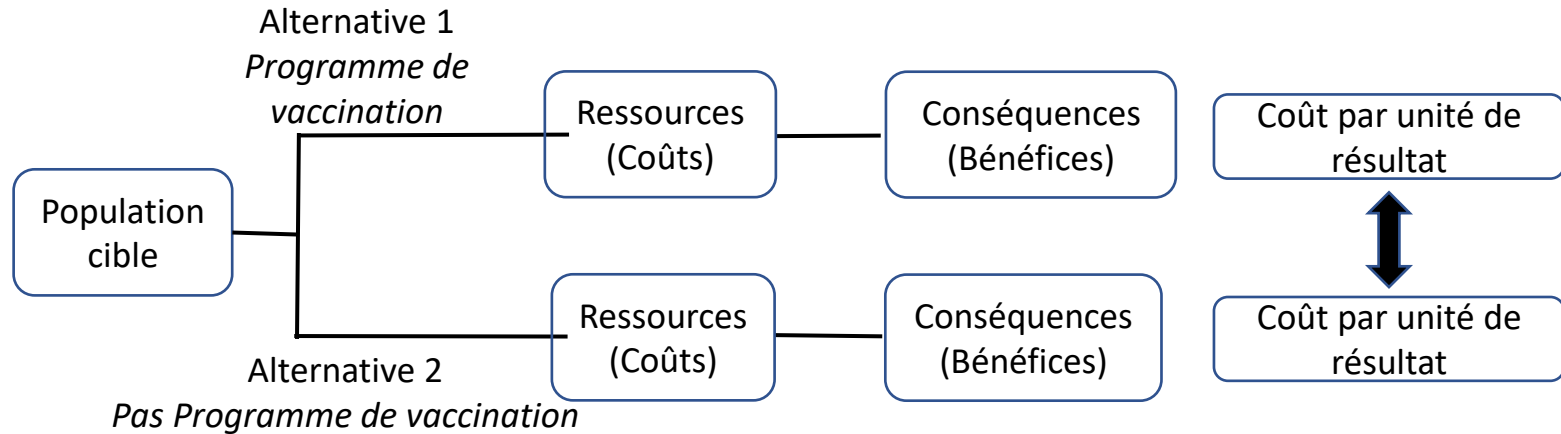 Alternative 1
Programme de
vaccination
Ressources
(Coûts)
Conséquences
(Bénéfices)
Coût par unité de
résultat
Population
cible
Ressources
(Coûts)
Conséquences
(Bénéfices)
Coût par unité de
résultat
Alternative 2
Pas Programme de vaccination